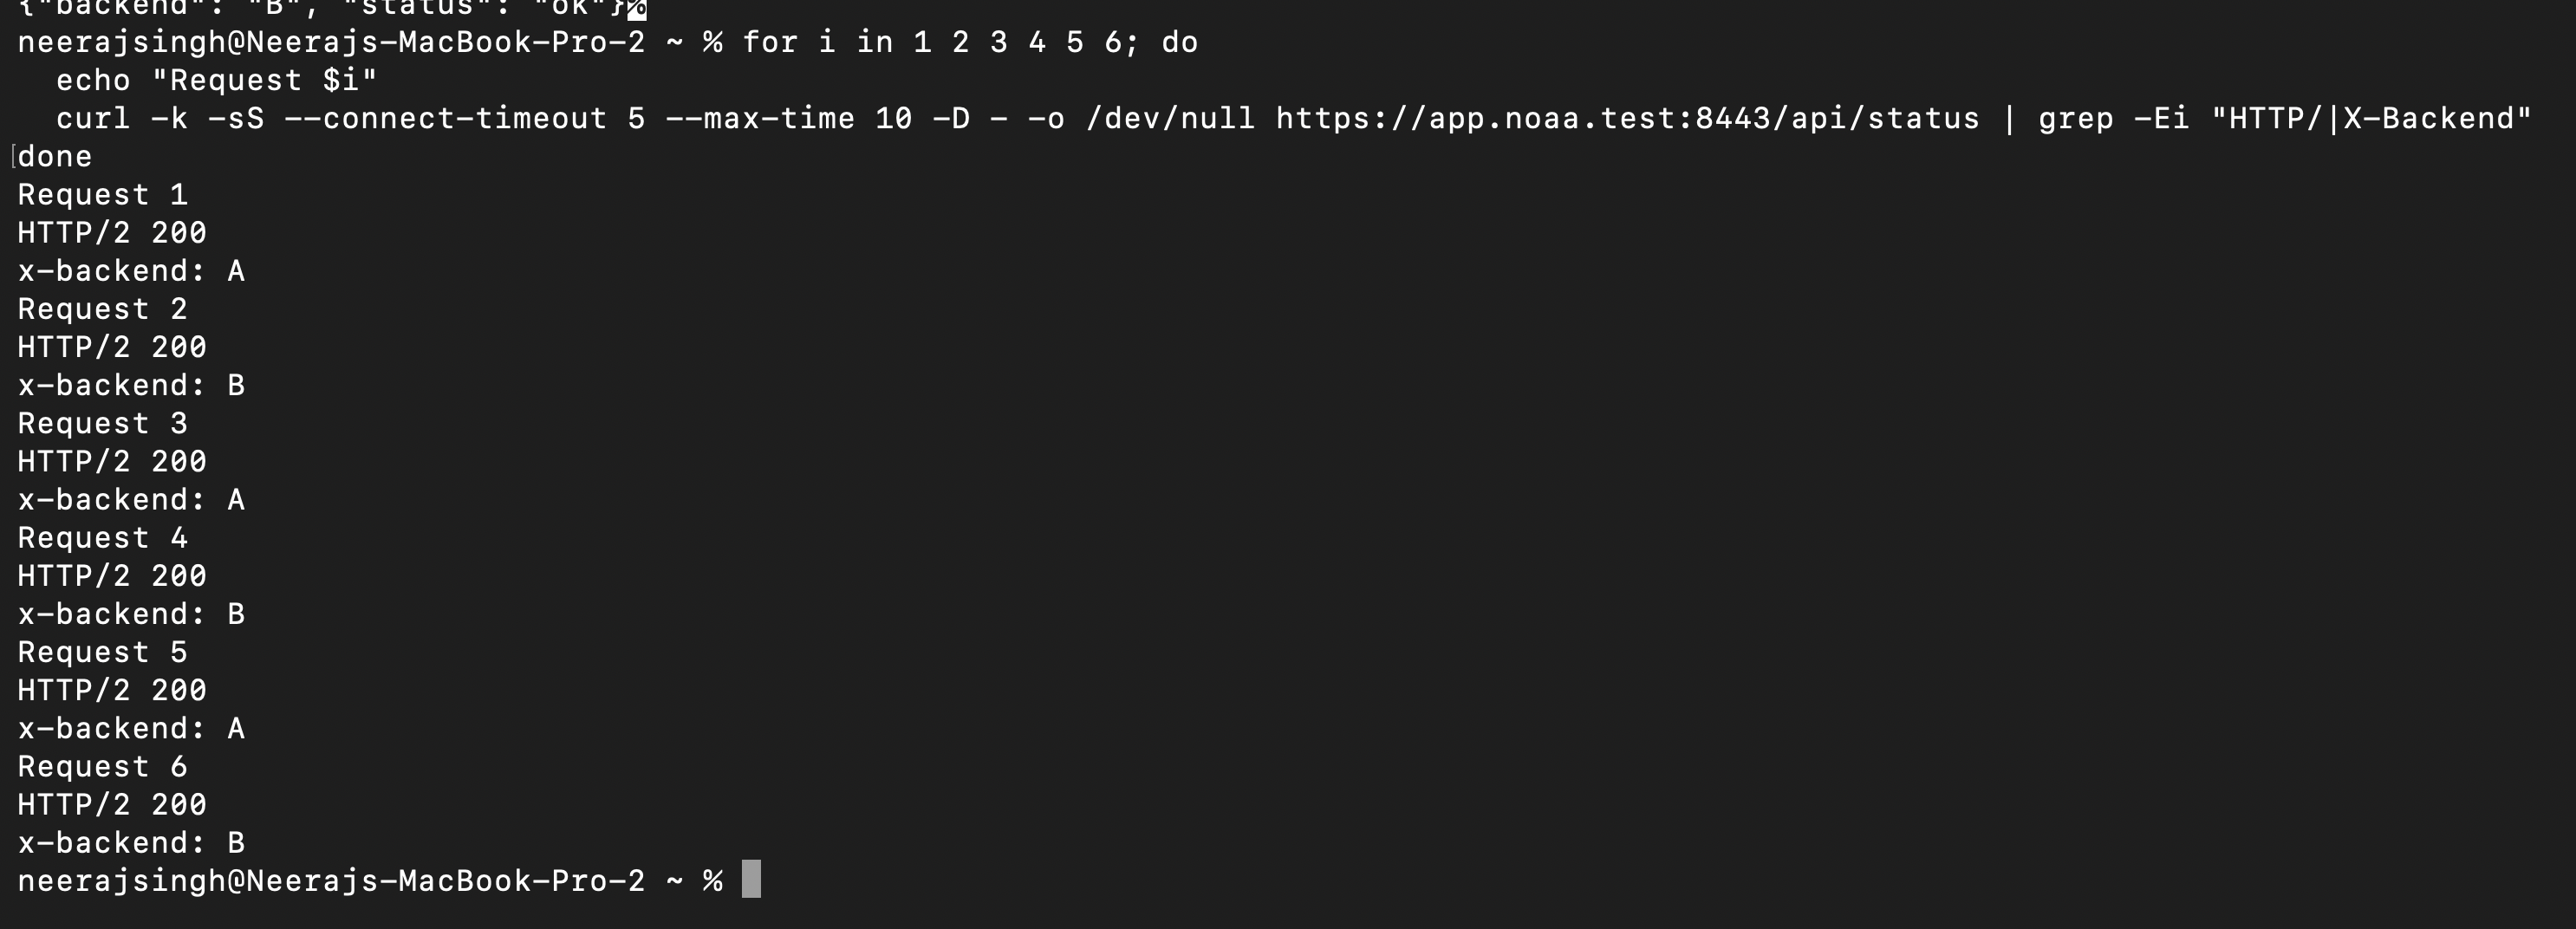 {"backend": "B", "status": "ok"}%
neerajsingh@Neerajs-MacBook-Pro-2 ~ % for i in 1 2 3 4 5 6; do
  echo "Request $i"
  curl -k -sS --connect-timeout 5 --max-time 10 -D - -o /dev/null https://app.noaa.test:8443/api/status | grep -Ei "HTTP/|X-Backend"
[done
Request 1
HTTP/2 200
x-backend: A
Request 2
HTTP/2 200
x-backend: B
Request 3
HTTP/2 200
x-backend: A
Request 4
HTTP/2 200
x-backend: B
Request 5
HTTP/2 200
x-backend: A
Request 6
HTTP/2 200
x-backend: B
neerajsingh@Neerajs-MacBook-Pro-2 ~ %